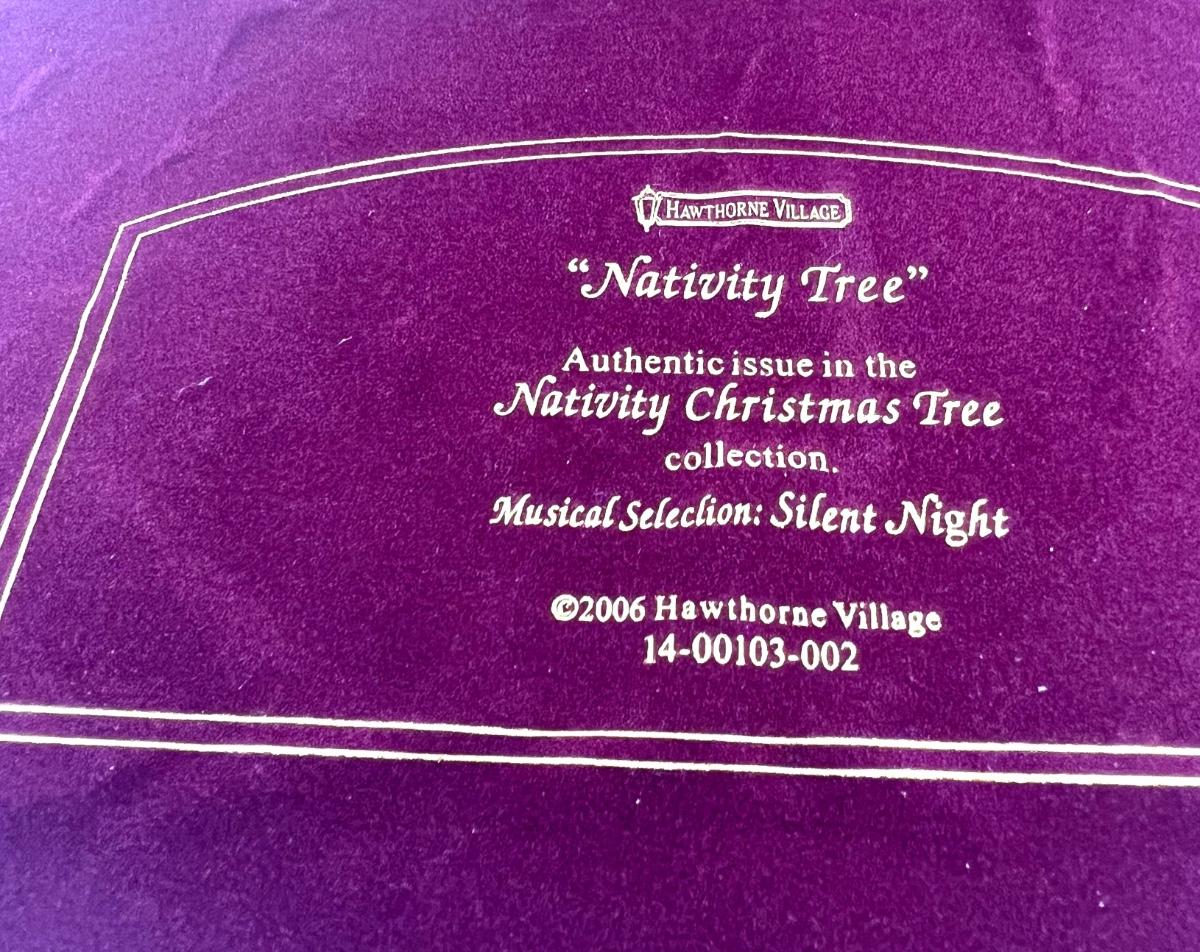 HAWTHORNE VILLAGE
“Nativity Tree”
Authentic issue in the
Nativity Christmas Tree
collection.
Musical Selection: Silent Night
©2006 Hawthorne Village
14-00103-002